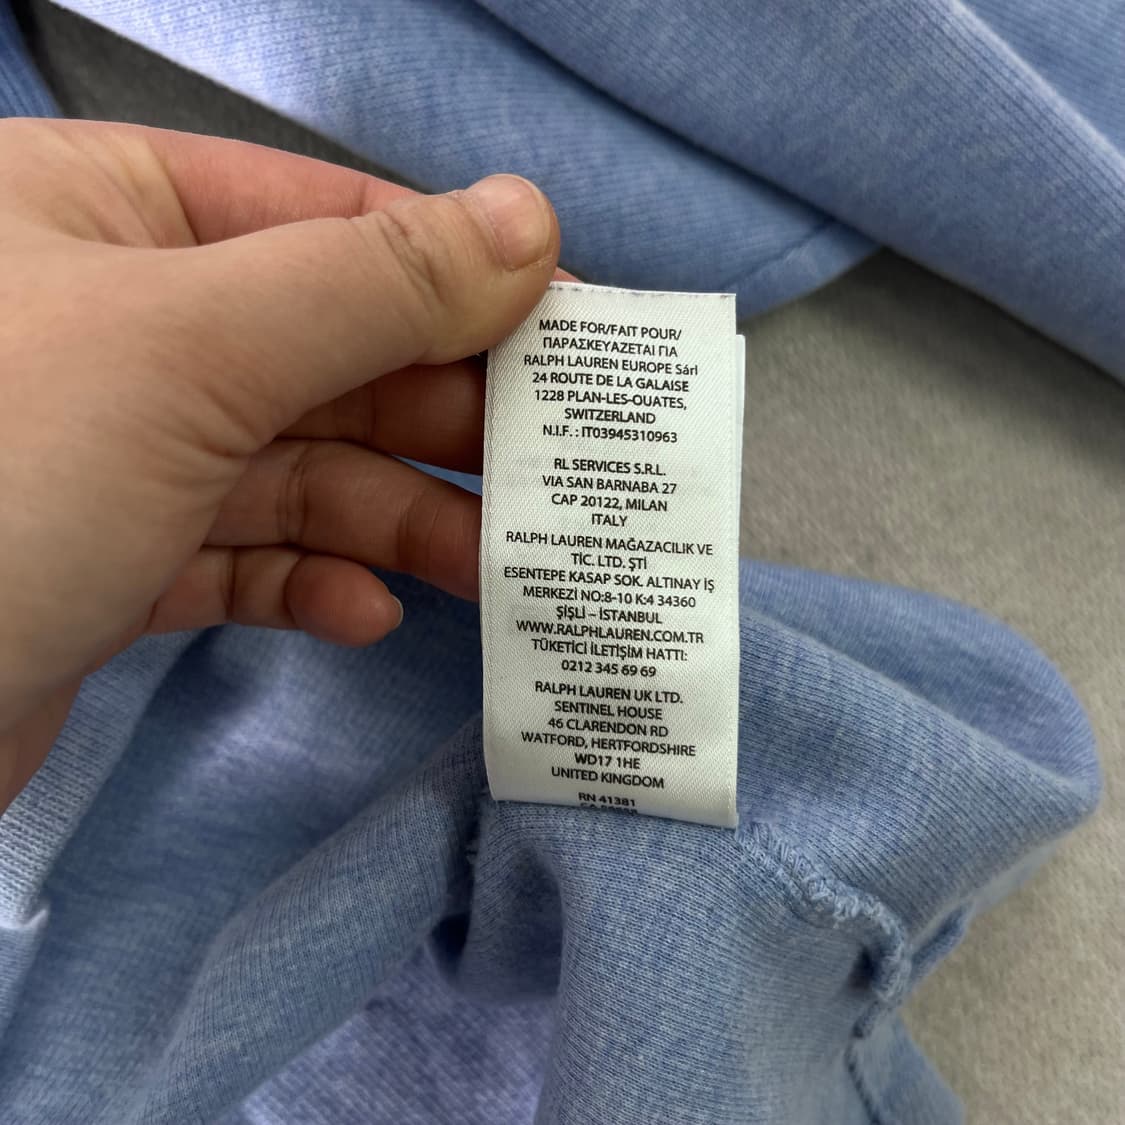 MADE FOR/FAIT POUR/
ΠΑΡΑΣΚΕΥΑΖΕΤΑΙ ΓΙΑ
RALPH LAUREN EUROPE Sárl
24 ROUTE DE LA GALAISE
1228 PLAN-LES-OUATES,
SWITZERLAND
N.I.F. : IT03945310963
RL SERVICES S.R.L.
VIA SAN BARNABA 27
CAP 20122, MILAN
ITALY
RALPH LAUREN MAĞAZACILIK VE
TİC. LTD. ŞTİ
ESENTEPE KASAP SOK. ALTINAY İŞ
MERKEZİ NO:8-10 K:4 34360
ŞİŞLİ – İSTANBUL
WWW.RALPHLAUREN.COM.TR
TÜKETİCİ İLETİŞİM HATTI:
0212 345 69 69
RALPH LAUREN UK LTD.
SENTINEL HOUSE
46 CLARENDON RD
WATFORD, HERTFORDSHIRE
WD17 1HE
UNITED KINGDOM
RN 41381